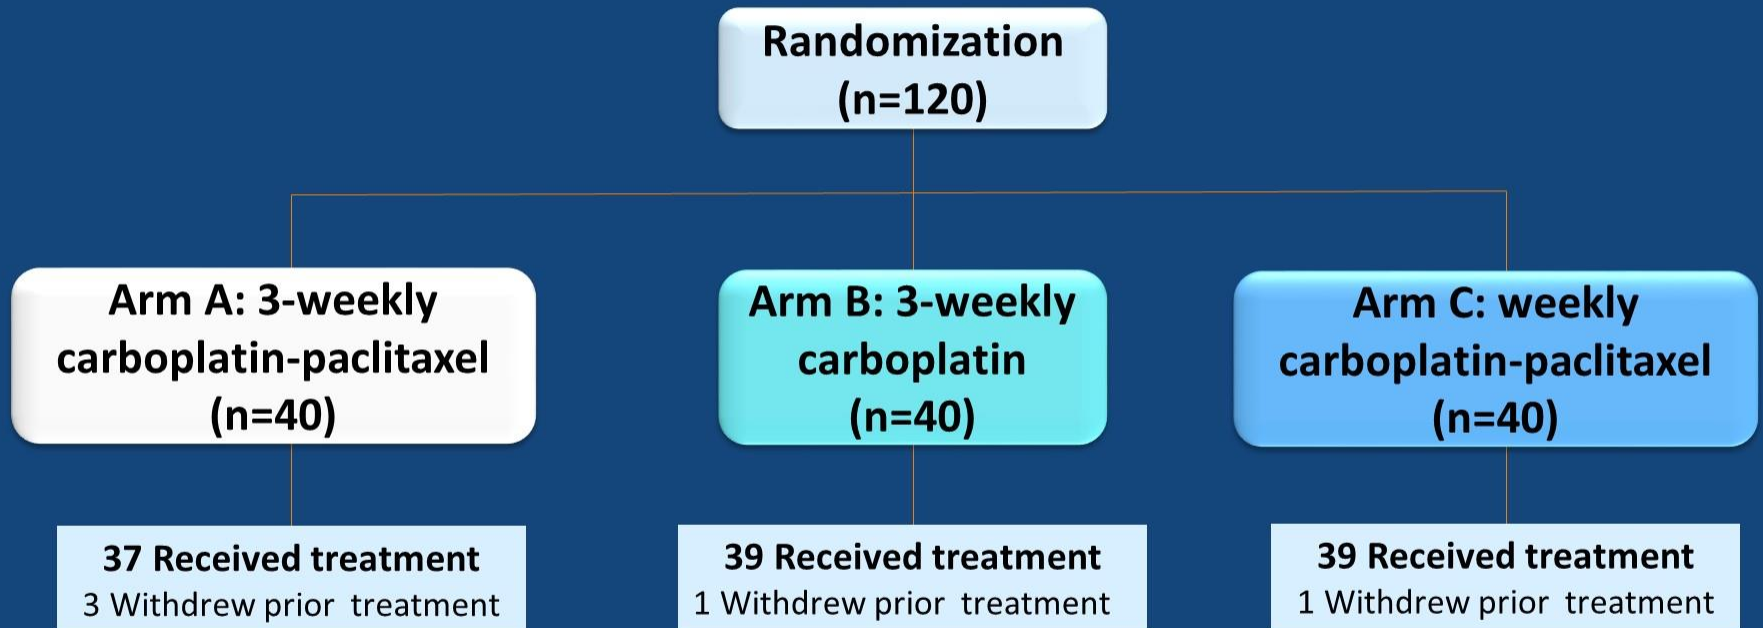 Randomization
(n=120)
Arm A: 3-weekly
carboplatin-paclitaxel
(n=40)
Arm B: 3-weekly
carboplatin
(n=40)
Arm C: weekly
carboplatin-paclitaxel
(n=40)
37 Received treatment
3 Withdrew prior treatment
39 Received treatment
1 Withdrew prior treatment
39 Received treatment
1 Withdrew prior treatment